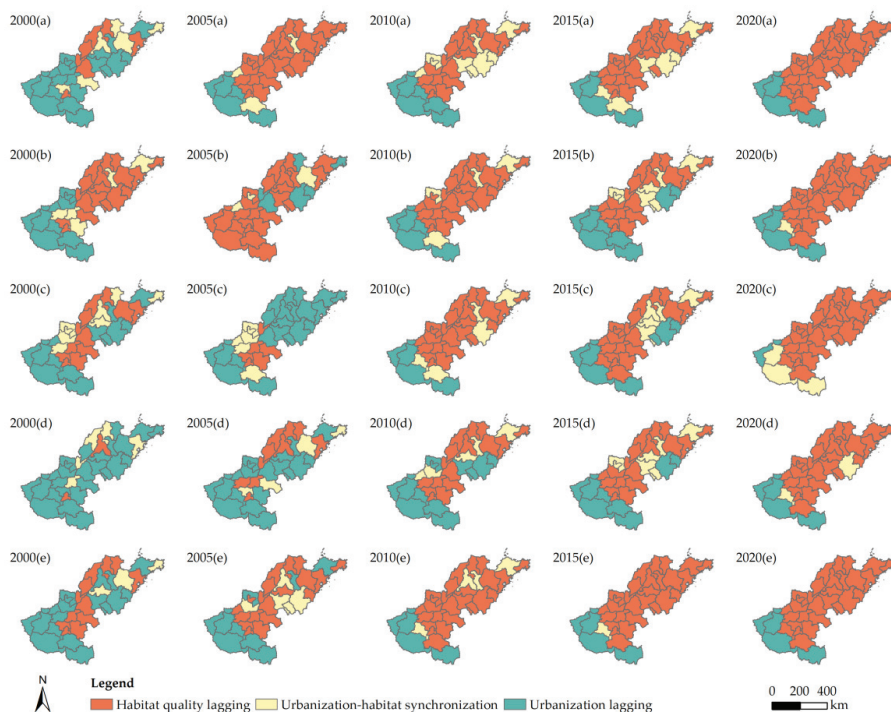 2000(a) 2005(a) 2010(a) 2015(a) 2020(a)
2000(b) 2005(b) 2010(b) 2015(b) 2020(b)
2000(c) 2005(c) 2010(c) 2015(c) 2020(c)
2000(d) 2005(d) 2010(d) 2015(d) 2020(d)
2000(e) 2005(e) 2010(e) 2015(e) 2020(e)
N Legend
Habitat quality lagging Urbanization-habitat synchronization Urbanization lagging
0 200 400
km